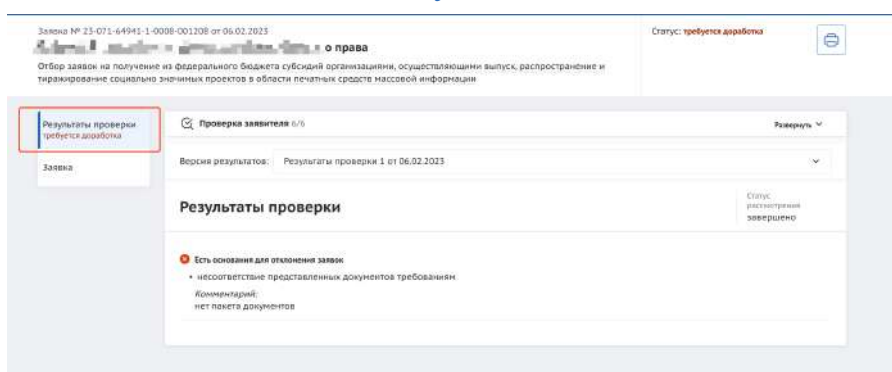 Заявка № 23-071-64941-1-0008-001208 от 06.02.2023
о права
Отбор заявок на получение из федерального бюджета субсидий организациями, осуществляющими выпуск, распространение и
тиражирование социально значимых проектов в области печатных средств массовой информации
Статус: требуется доработка
Результаты проверки
требуется доработка
Заявка
Проверка заявителя 6/6
Развернуть
Версия результатов: Результаты проверки 1 от 06.02.2023
Результаты проверки
Статус
рассмотрения
завершено
Есть основания для отклонения заявок
• несоответствие представленных документов требованиям
Комментарий:
нет пакета документов